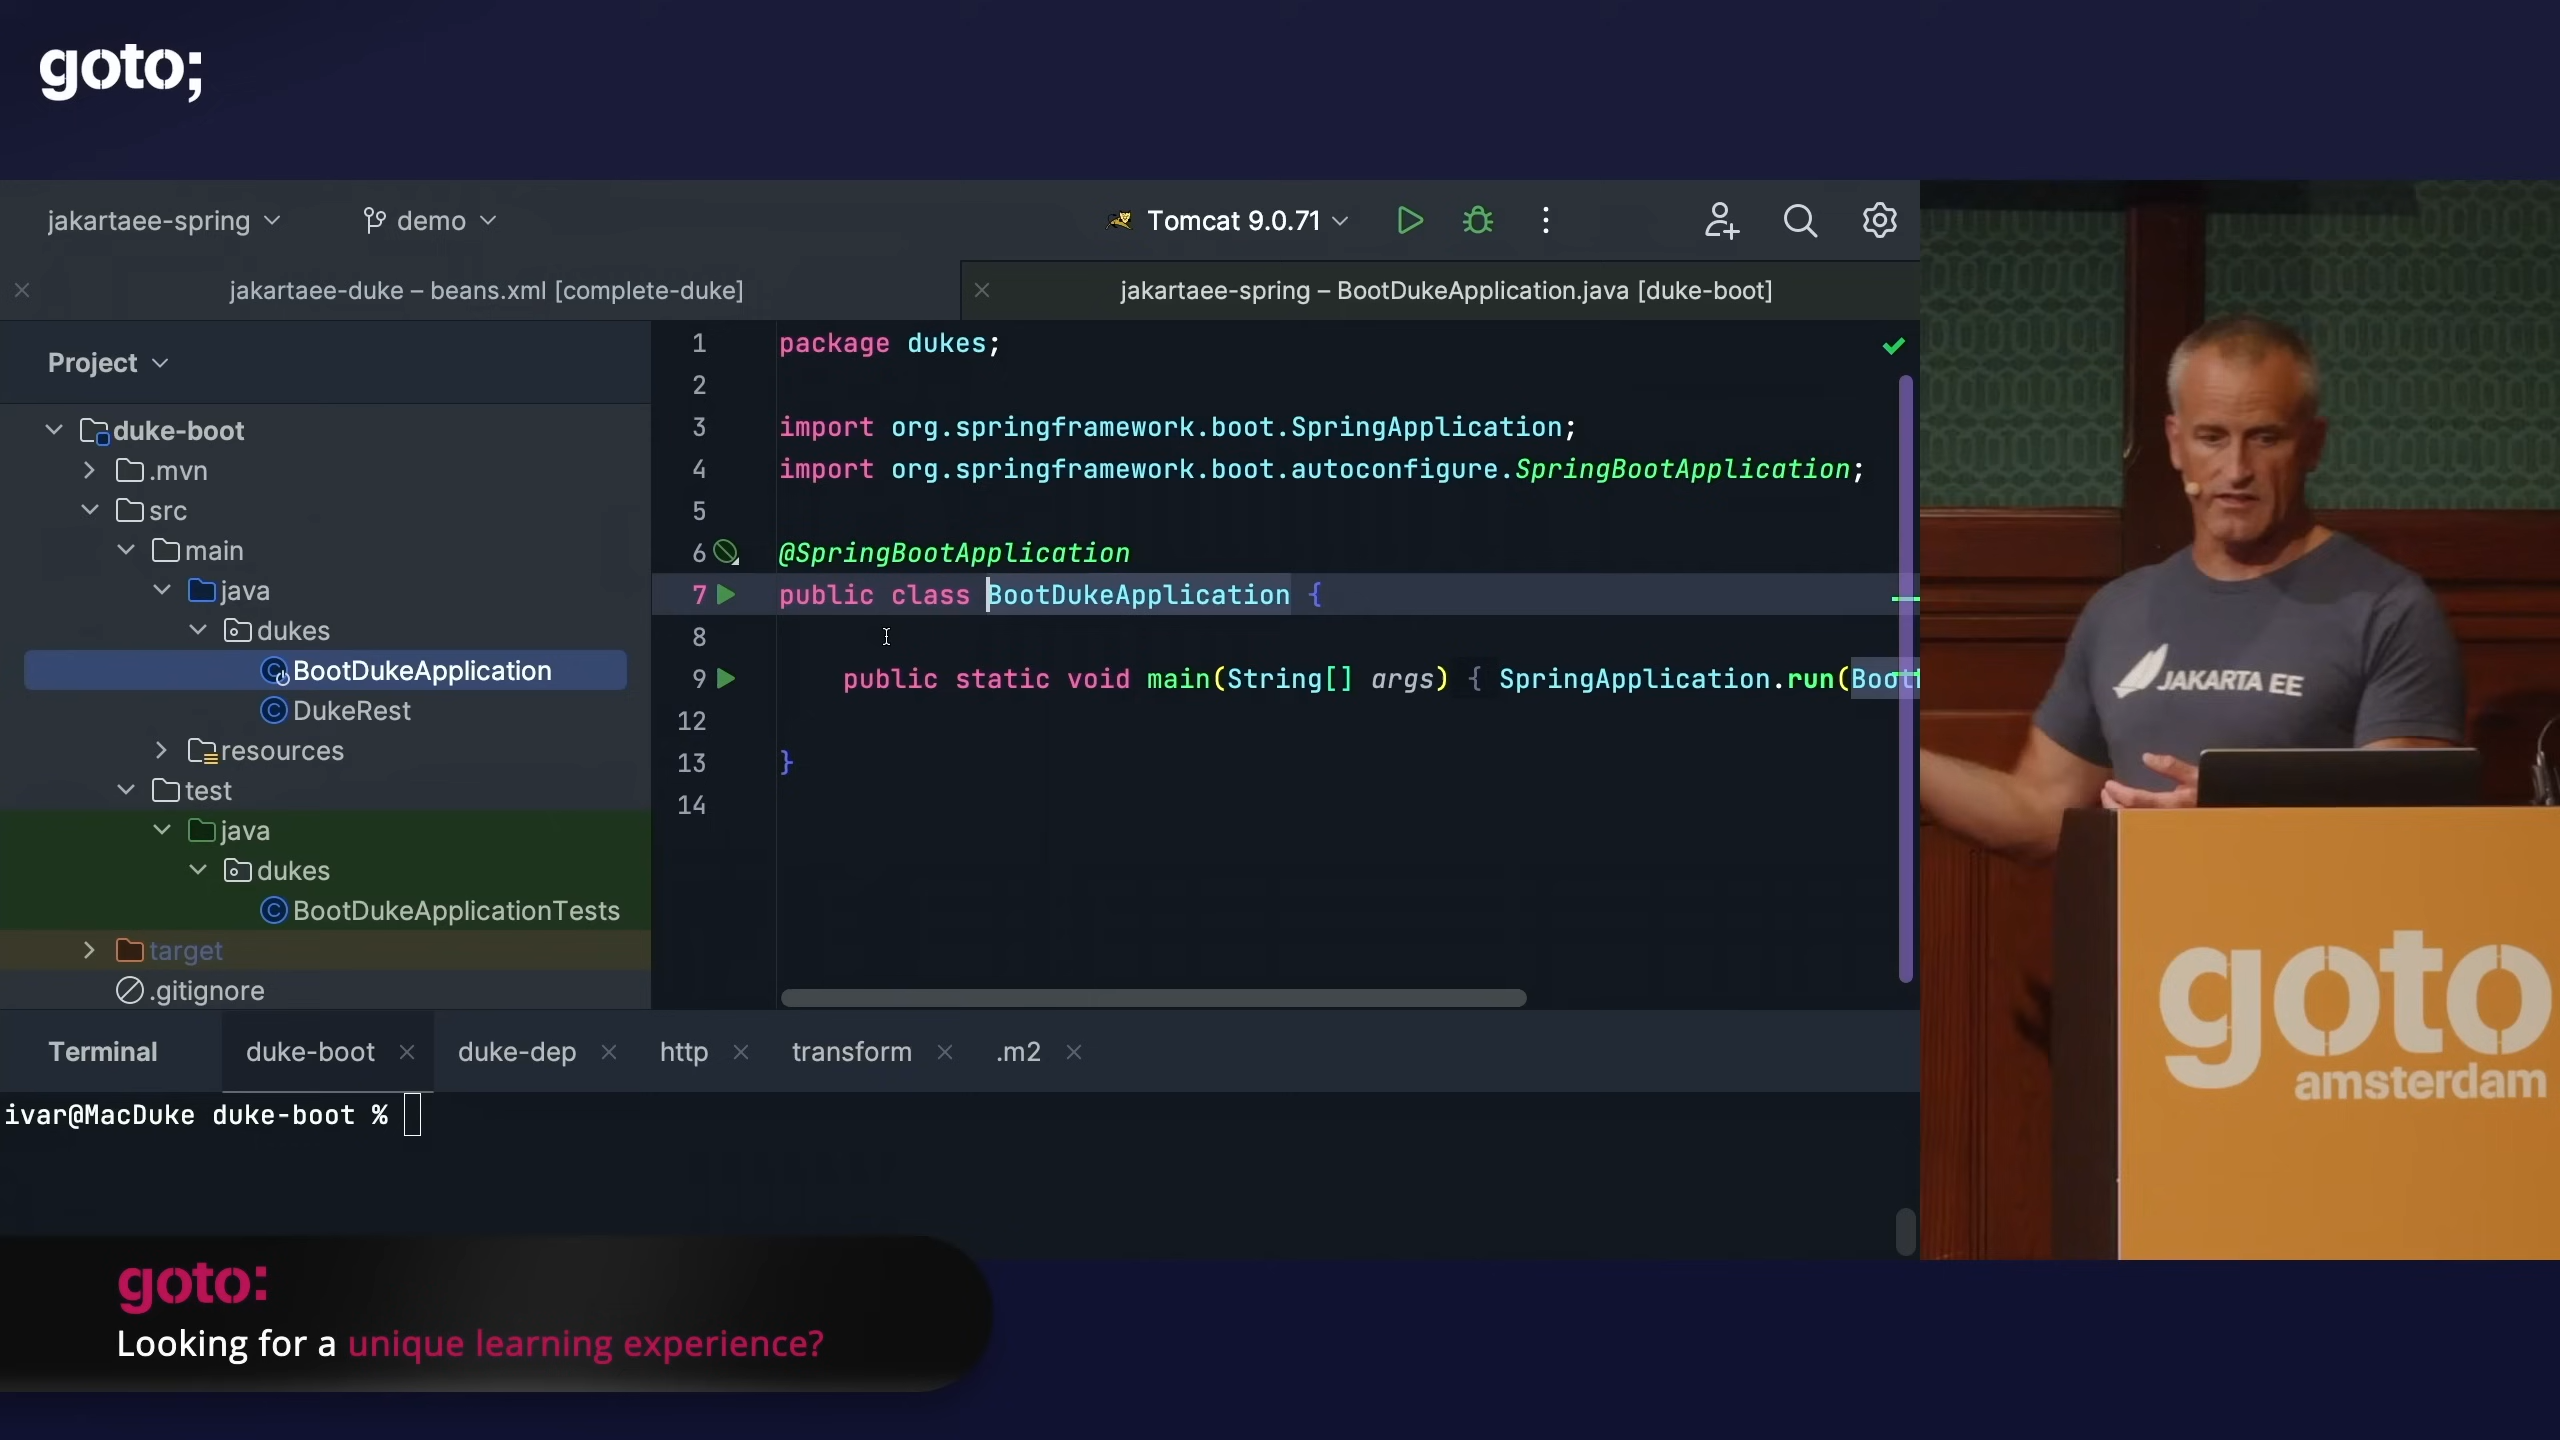 goto;
jakartaee-spring
demo
Tomcat 9.0.71
jakartaee-duke – beans.xml [complete-duke]
jakartaee-spring – BootDukeApplication.java [duke-boot]
Project
duke-boot
.mvn
src
main
java
dukes
BootDukeApplication
DukeRest
resources
test
java
dukes
BootDukeApplicationTests
target
.gitignore
1 package dukes;
2
3 import org.springframework.boot.SpringApplication;
4 import org.springframework.boot.autoconfigure.SpringBootApplication;
5
6 @SpringBootApplication
7 public class BootDukeApplication {
8
9 public static void main(String[] args) { SpringApplication.run(Boot
12
13 }
14
Terminal duke-boot duke-dep http transform .m2
ivar@MacDuke duke-boot %
JAKARTA EE
goto
amsterdam
goto:
Looking for a unique learning experience?